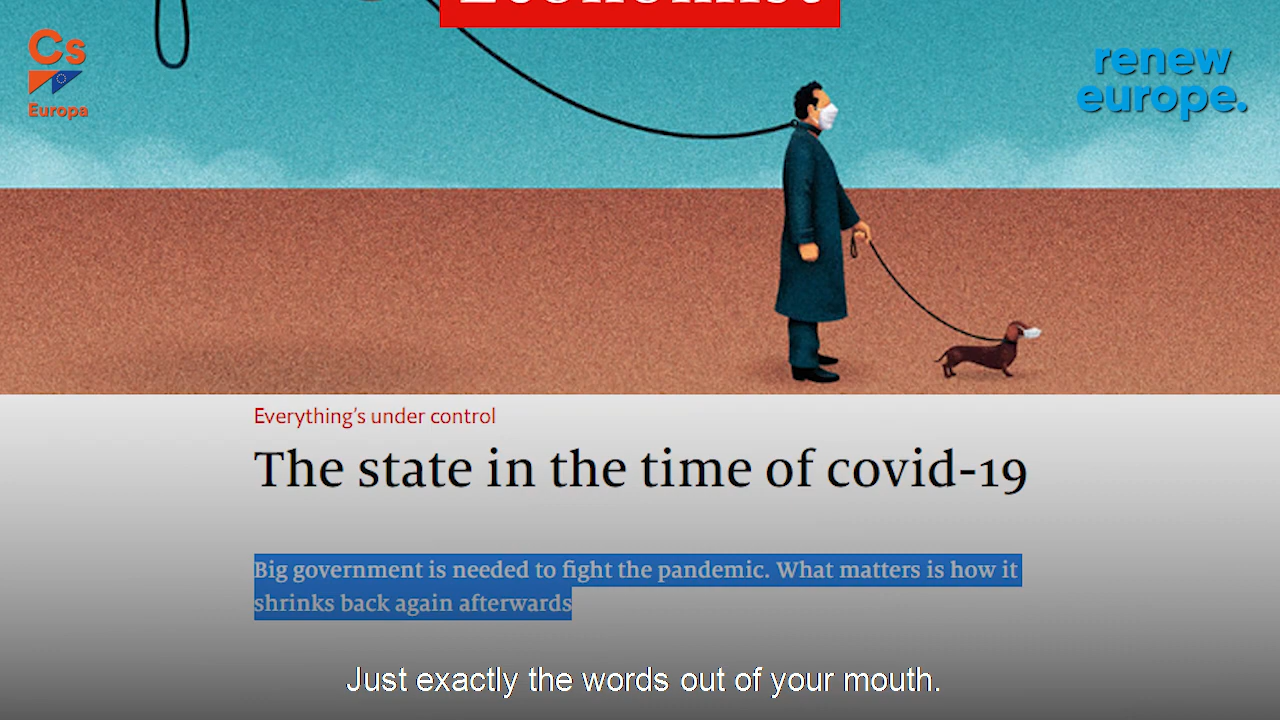 Economist
Cs
Europa
renew
europe.
Everything's under control
The state in the time of covid-19
Big government is needed to fight the pandemic. What matters is how it
shrinks back again afterwards
Just exactly the words out of your mouth.